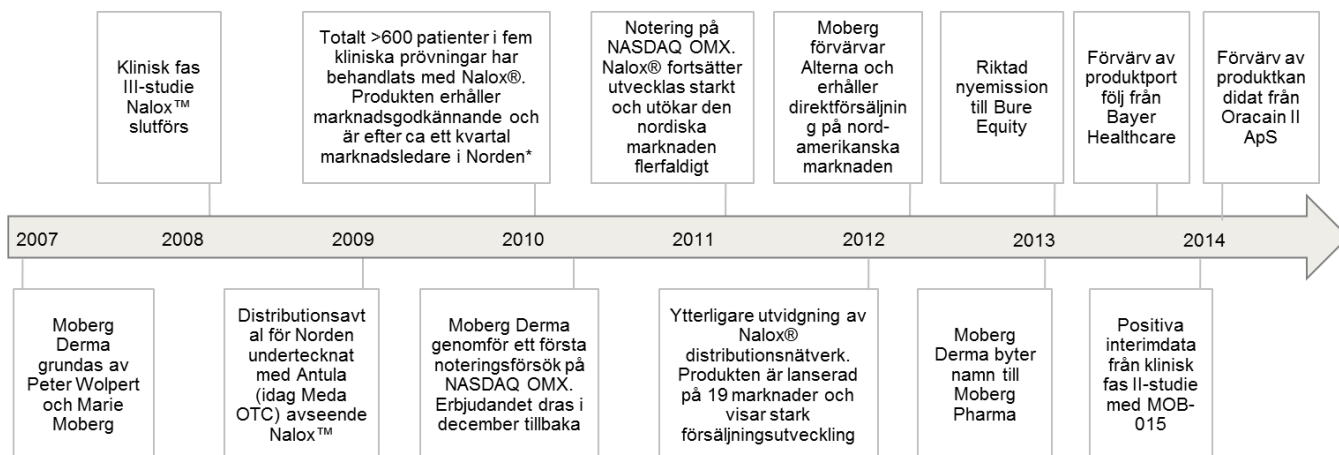 Klinisk fas
III-studie
Nalox™
slutförs
Totalt >600 patienter i fem
kliniska prövningar har
behandlats med Nalox®.
Produkten erhåller
marknadsgodkännande och
är efter ca ett kvartal
marknadsledare i Norden*
Notering på
NASDAQ OMX.
Nalox® fortsätter
utvecklas starkt
och utökar den
nordiska
marknaden
flerfaldigt
Moberg
förvärvar
Alterna och
erhåller
direktförsäljnin
g på nord-
amerikanska
marknaden
Riktad
nyemission
till Bure
Equity
Förvärv av
produktport
följ från
Bayer
Healthcare
Förvärv av
produktkan
didat från
Oracain II
ApS
2007 2008 2009 2010 2011 2012 2013 2014
Moberg
Derma
grundas av
Peter Wolpert
och Marie
Moberg
Distributionsavt
al för Norden
undertecknat
med Antula
(idag Meda
OTC) avseende
Nalox™
Moberg Derma
genomför ett första
noteringsförsök på
NASDAQ OMX.
Erbjudandet dras i
december tillbaka
Ytterligare utvidgning av
Nalox®
distributionsnätverk.
Produkten är lanserad
på 19 marknader och
visar stark
försäljningsutveckling
Moberg
Derma byter
namn till
Moberg
Pharma
Positiva
interimdata
från klinisk
fas II-studie
med MOB-
015